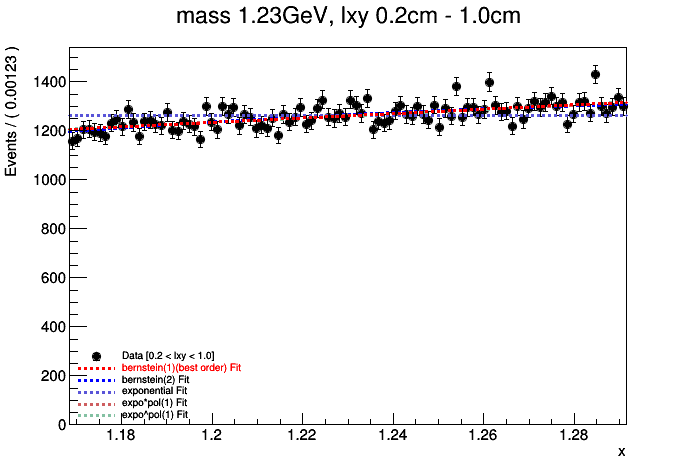 mass 1.23GeV, lxy 0.2cm - 1.0cm
Events / ( 0.00123 )
1400
1200
1000
800
600
400
200
0
Data [0.2 < lxy < 1.0]
bernstein(1)(best order) Fit
bernstein(2) Fit
exponential Fit
expo*pol(1) Fit
expo^pol(1) Fit
1.18
1.2
1.22
1.24
1.26
1.28
x